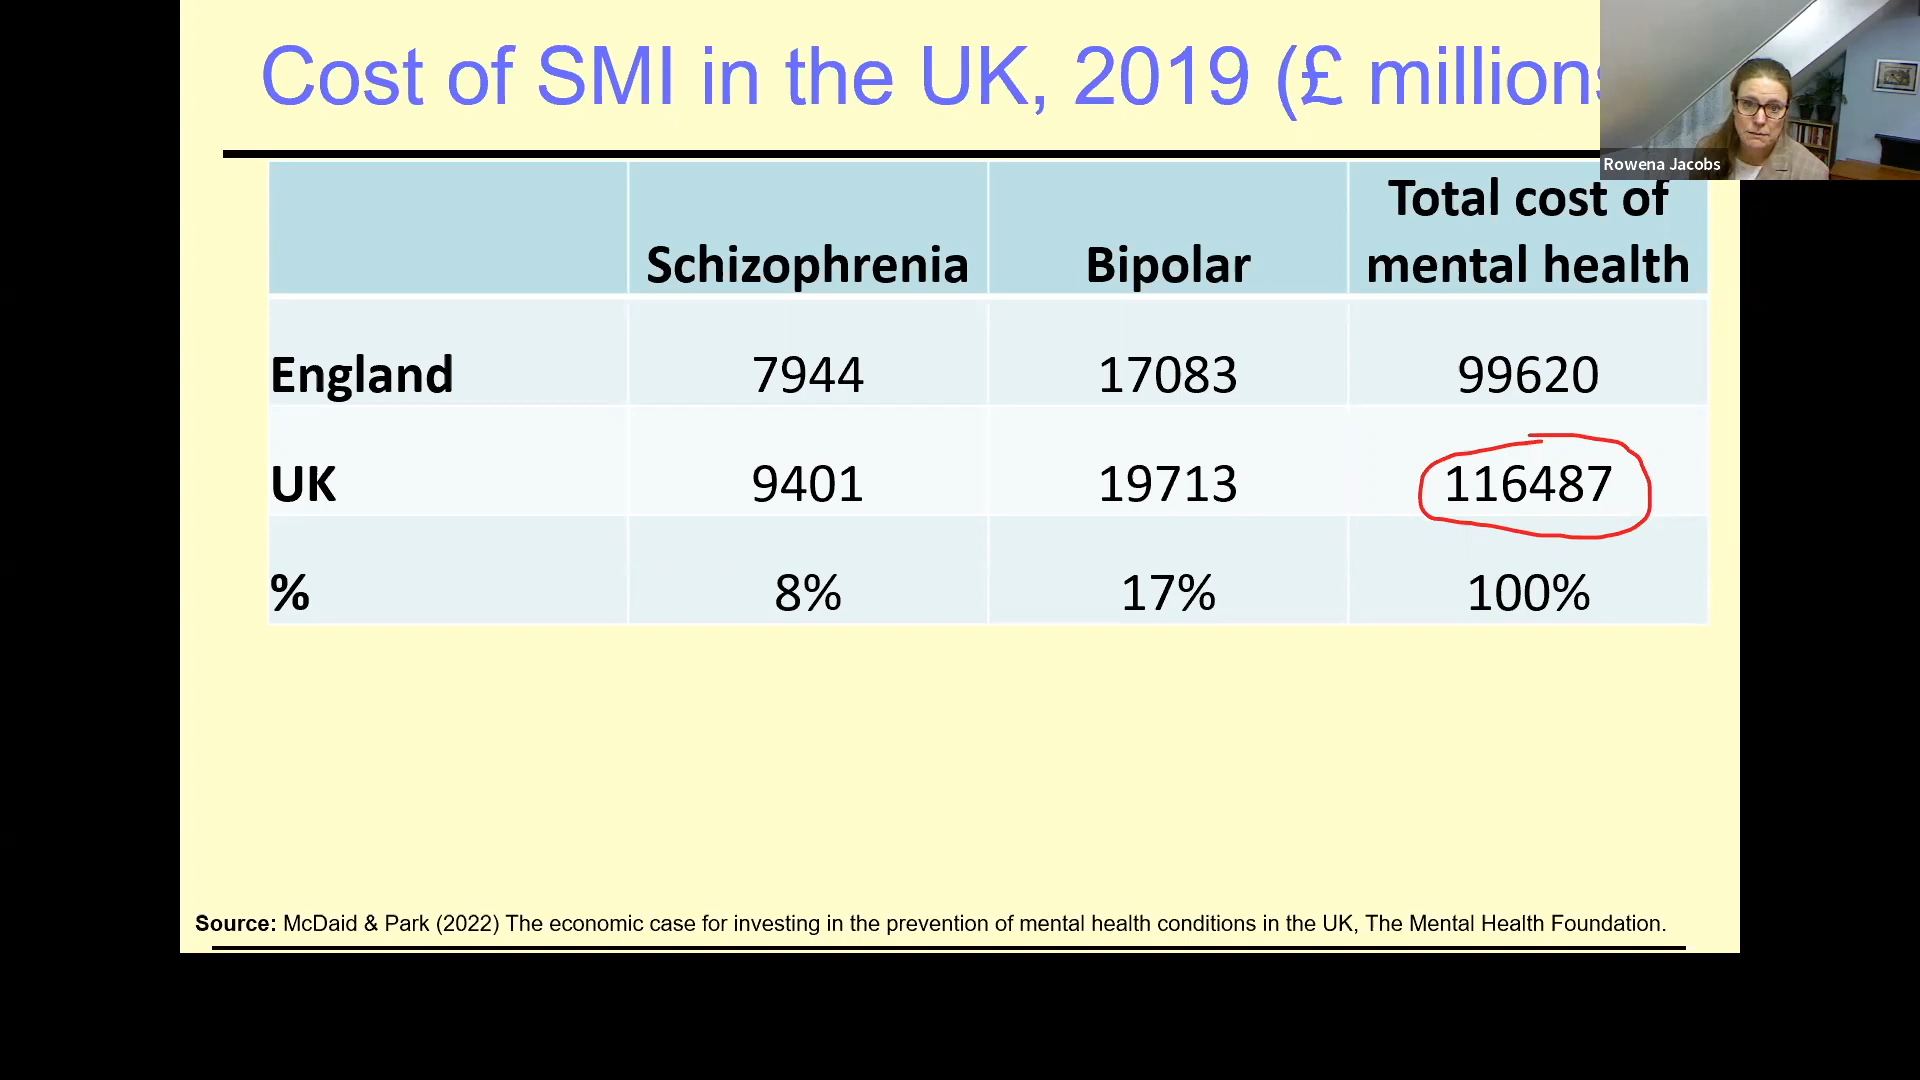 Cost of SMI in the UK, 2019 (£ millions
Rowena Jacobs
Schizophrenia Bipolar Total cost of
mental health
England 7944 17083 99620
UK 9401 19713 116487
% 8% 17% 100%
Source: McDaid & Park (2022) The economic case for investing in the prevention of mental health conditions in the UK, The Mental Health Foundation.